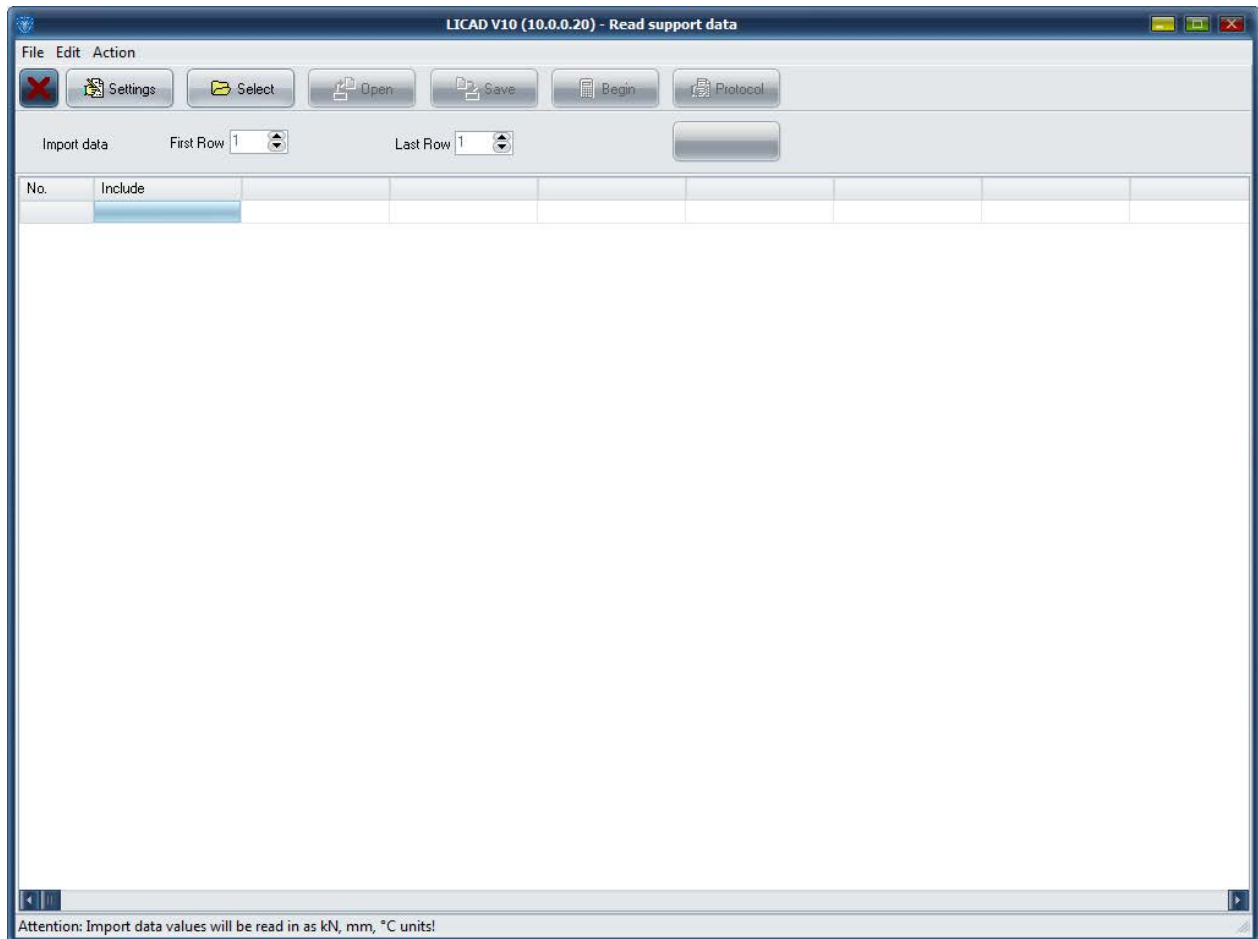 LICAD V10 (10.0.0.20) - Read support data
File Edit Action
Settings Select Open Save Begin Protocol
Import data First Row 1 Last Row 1
No. Include
Attention: Import data values will be read in as kN, mm, °C units!